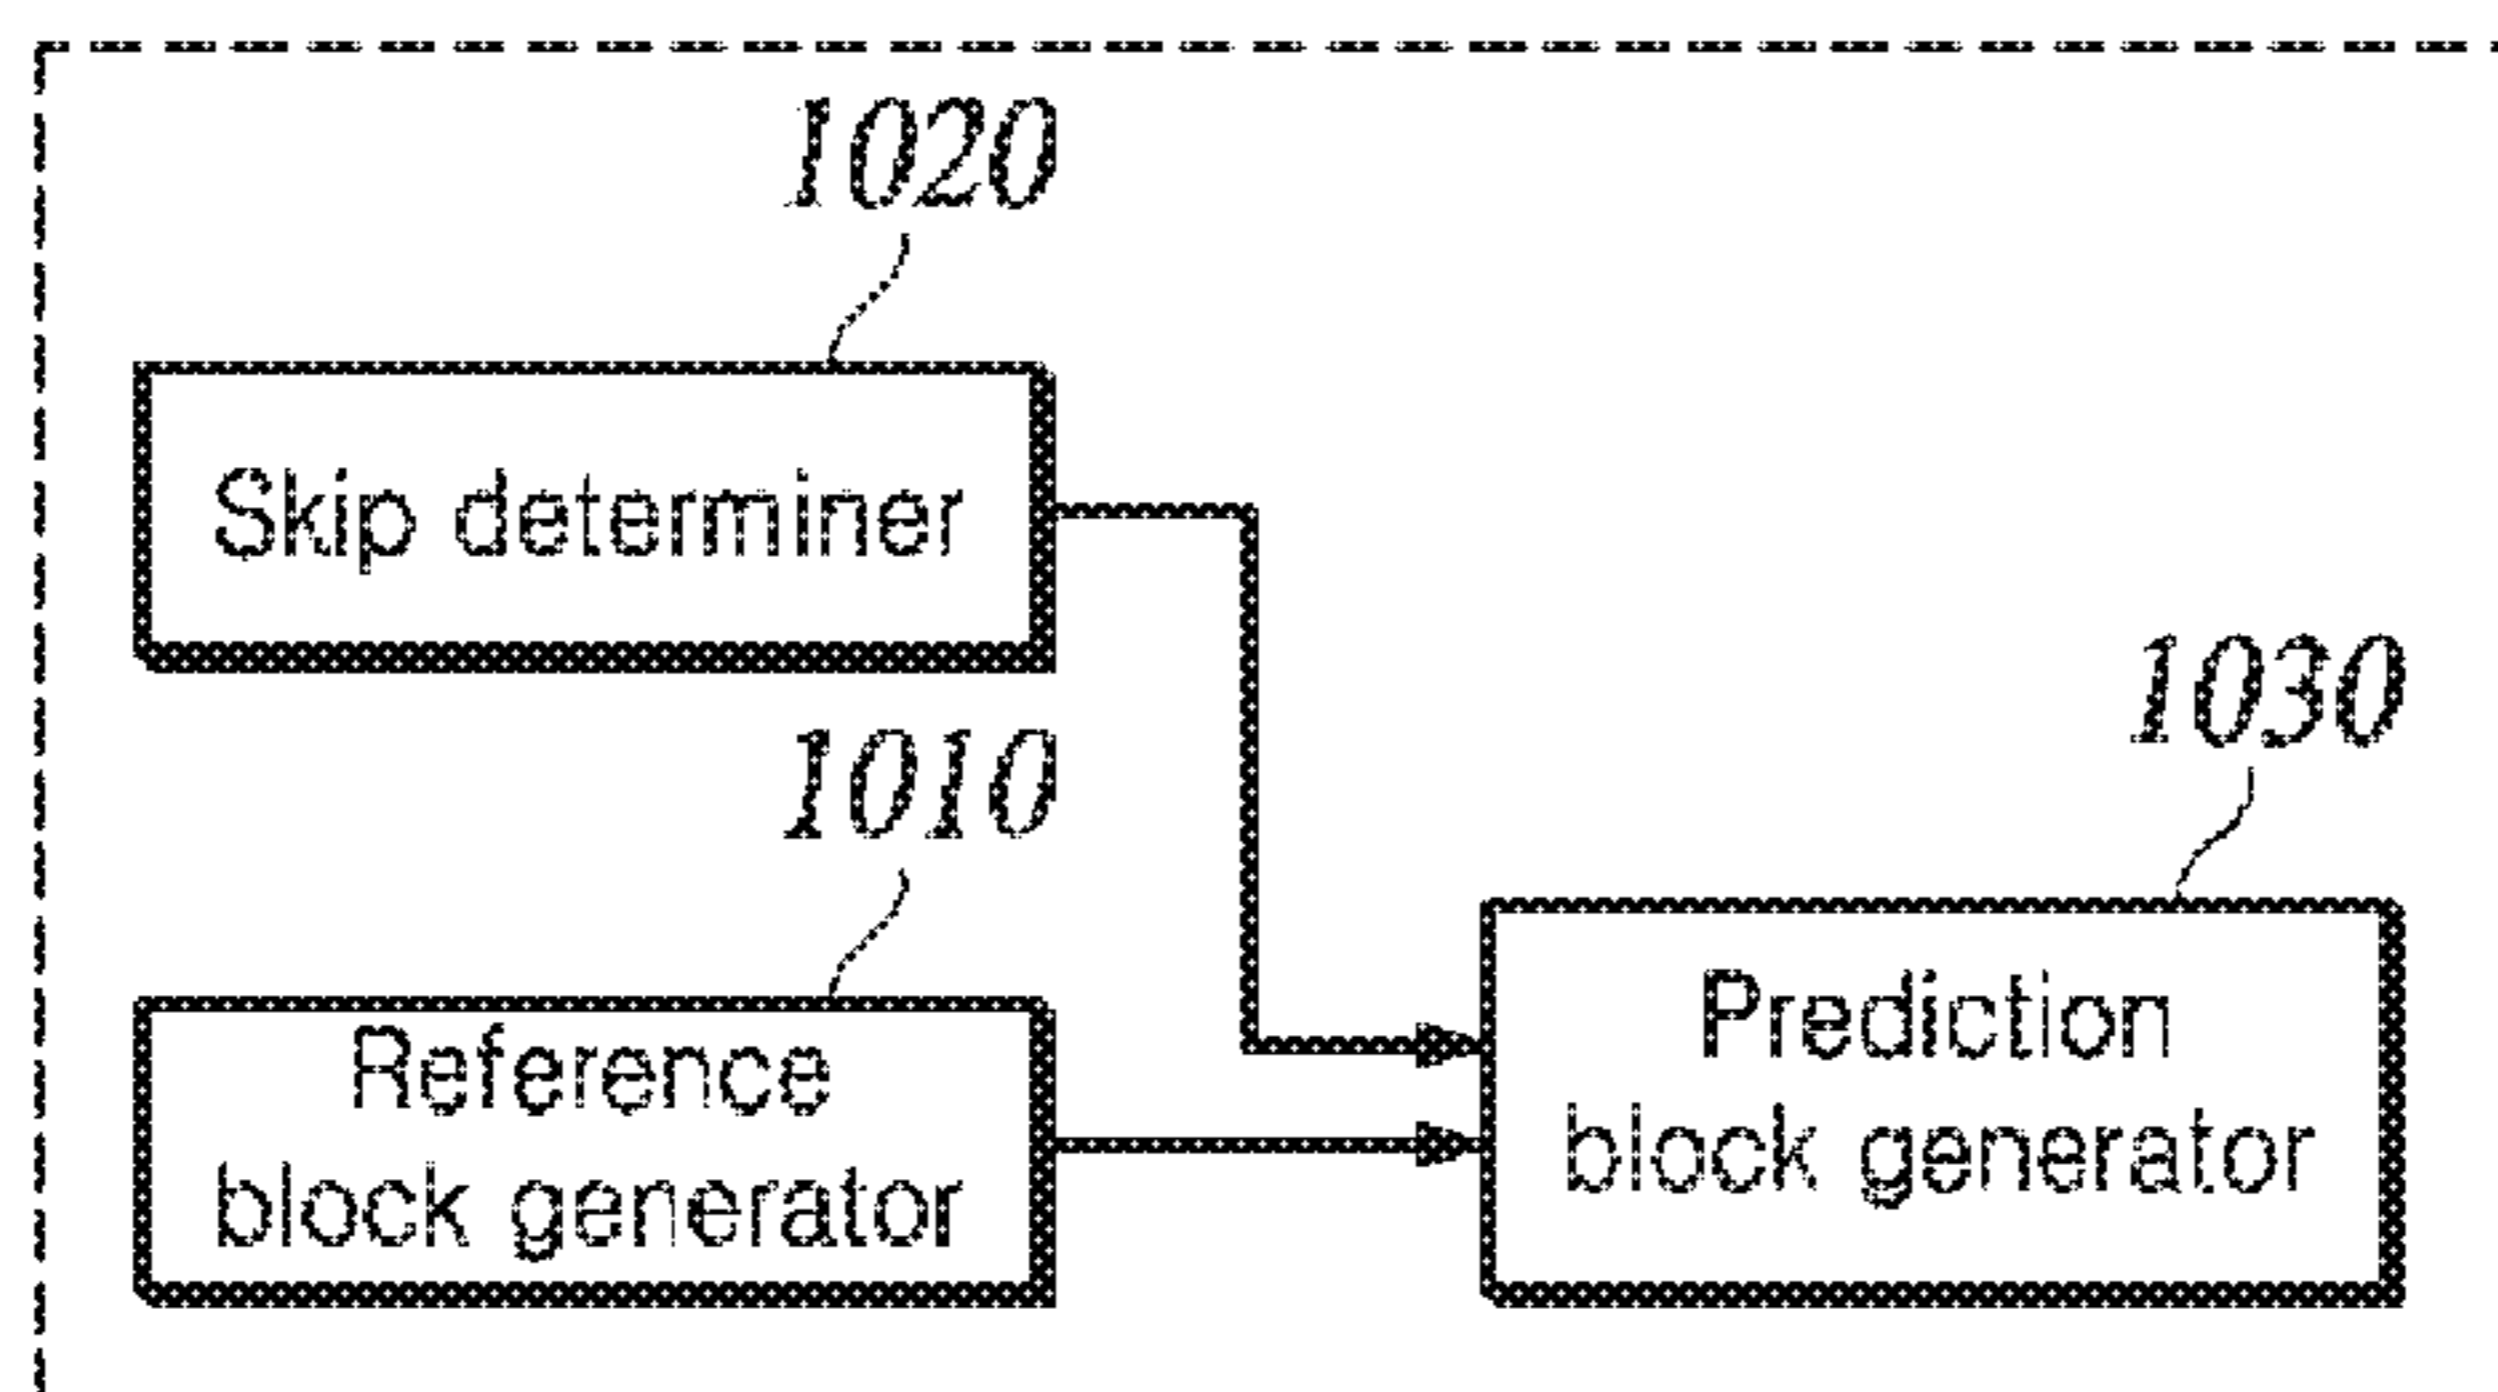 1020
Skip determiner
1010
Reference
block generator
1030
Prediction
block generator